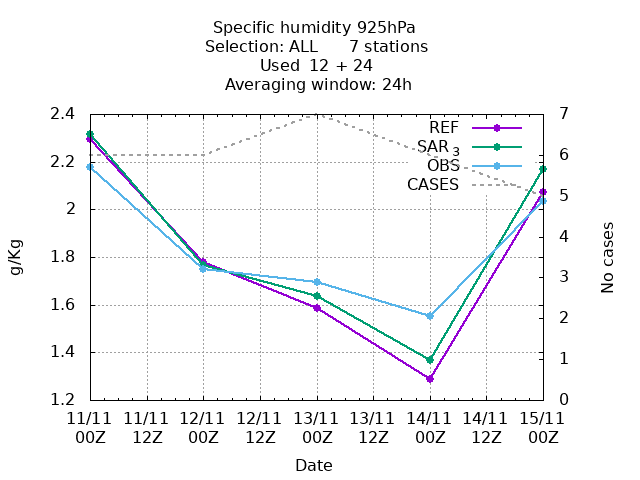 Specific humidity 925hPa
Selection: ALL 7 stations
Used 12 + 24
Averaging window: 24h
2.4
2.2
2
1.8
1.6
1.4
1.2
g/Kg
7
6
5
4
3
2
1
0
No cases
REF
SAR 3
OBS
CASES
11/11 11/11 12/11 12/11 13/11 13/11 14/11 14/11 15/11
00Z 12Z 00Z 12Z 00Z 12Z 00Z 12Z 00Z
Date